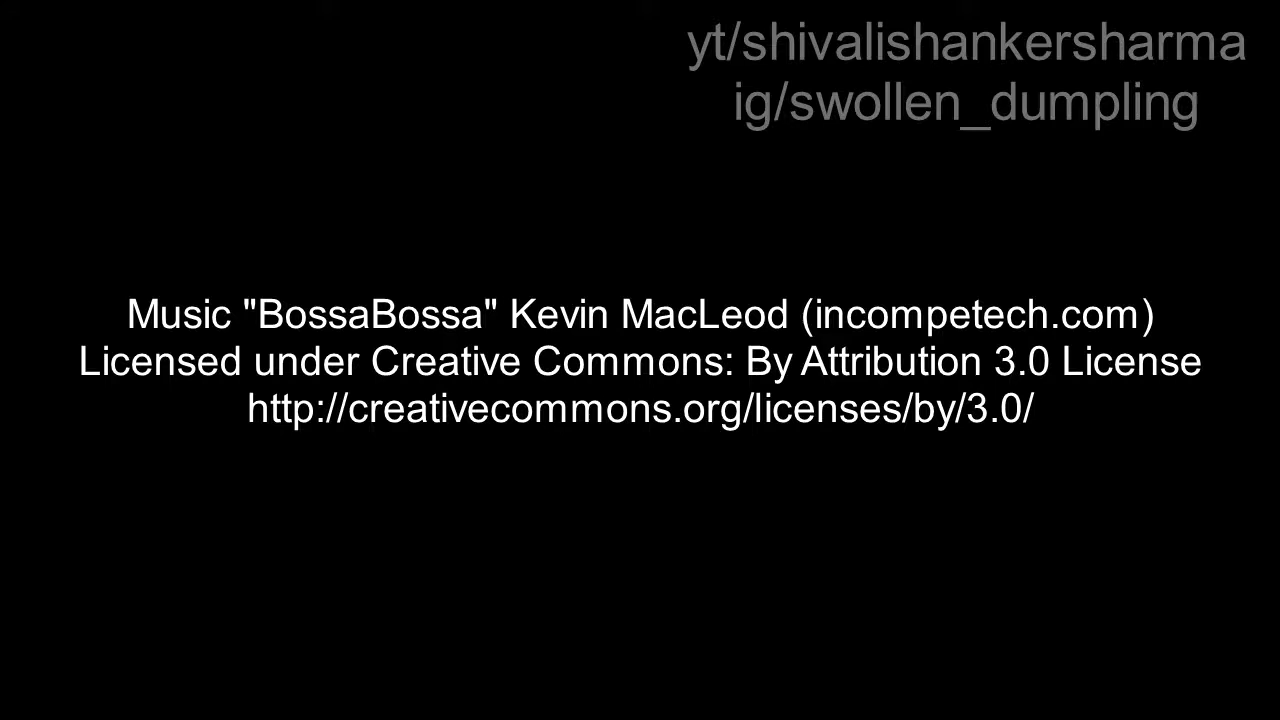 yt/shivalishankersharma
ig/swollen_dumpling
Music "BossaBossa" Kevin MacLeod (incompetech.com)
Licensed under Creative Commons: By Attribution 3.0 License
http://creativecommons.org/licenses/by/3.0/